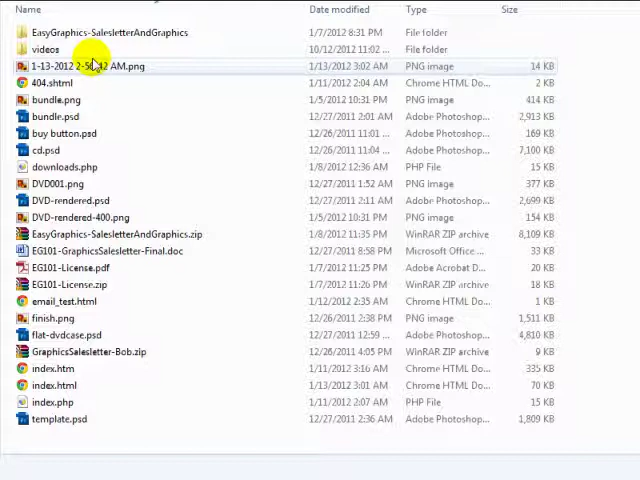 Name Date modified Type Size
EasyGraphics-SalesletterAndGraphics 1/7/2012 8:31 PM File folder
videos 10/12/2012 11:02 ... File folder
1-13-2012 2-5 42 AM.png 1/13/2012 3:02 AM PNG image 14 KB
404.shtml 1/11/2012 2:04 AM Chrome HTML Do... 2 KB
bundle.png 1/5/2012 10:31 PM PNG image 414 KB
bundle.psd 12/27/2011 2:01 AM Adobe Photoshop... 2,913 KB
buy button.psd 12/26/2011 11:01 ... Adobe Photoshop... 169 KB
cd.psd 12/26/2011 11:04 ... Adobe Photoshop... 7,100 KB
downloads.php 1/8/2012 12:36 AM PHP File 15 KB
DVD001.png 12/27/2011 1:52 AM PNG image 377 KB
DVD-rendered.psd 12/27/2011 2:11 AM Adobe Photoshop... 2,699 KB
DVD-rendered-400.png 1/5/2012 10:31 PM PNG image 154 KB
EasyGraphics-SalesletterAndGraphics.zip 1/8/2012 11:35 PM WinRAR ZIP archive 8,109 KB
EG101-GraphicsSalesletter-Final.doc 12/27/2011 8:58 PM Microsoft Office ... 33 KB
EG101-License.pdf 1/7/2012 11:25 PM Adobe Acrobat D... 20 KB
EG101-License.zip 1/7/2012 11:26 PM WinRAR ZIP archive 18 KB
email_test.html 1/12/2012 2:35 AM Chrome HTML Do... 1 KB
finish.png 12/26/2011 2:38 PM PNG image 1,511 KB
flat-dvdcase.psd 12/27/2011 12:59 ... Adobe Photoshop... 4,810 KB
GraphicsSalesletter-Bob.zip 12/26/2011 4:05 PM WinRAR ZIP archive 9 KB
index.htm 1/11/2012 3:16 AM Chrome HTML Do... 335 KB
index.html 1/13/2012 3:01 AM Chrome HTML Do... 70 KB
index.php 1/11/2012 2:07 AM PHP File 15 KB
template.psd 12/27/2011 2:36 AM Adobe Photoshop... 1,809 KB